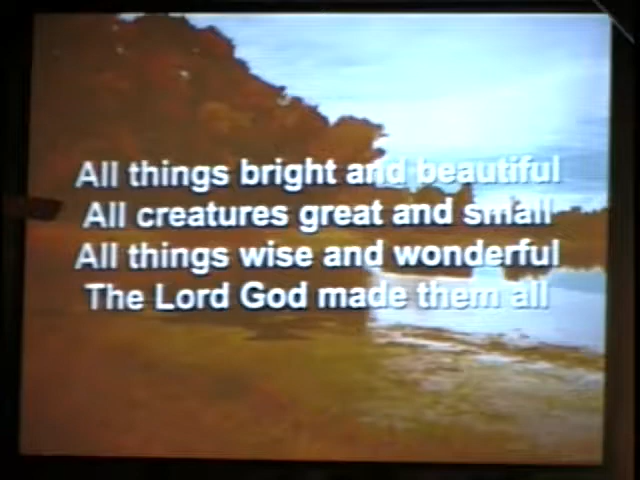 All things bright and beautiful
All creatures great and small
All things wise and wonderful
The Lord God made them all